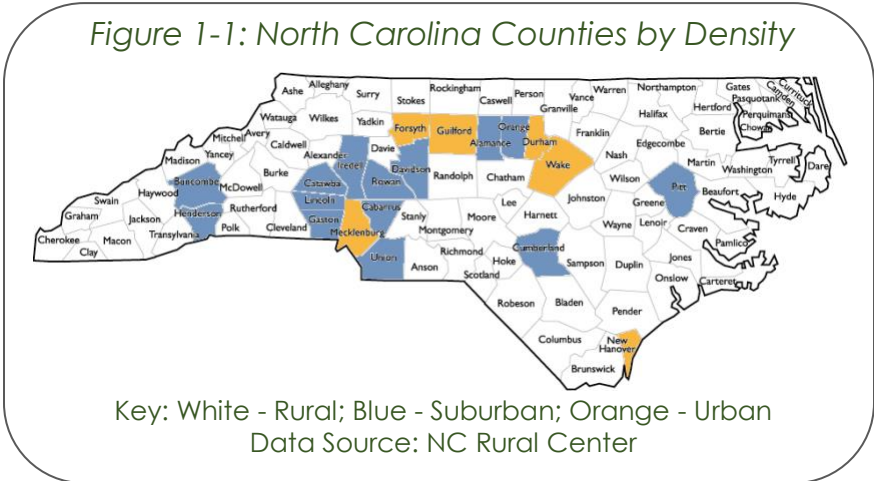 Figure 1-1: North Carolina Counties by Density
Ashe
Alleghany
Surry
Stokes
Rockingham
Caswell
Person
Granville
Vance
Warren
Northampton
Gates
Currituck
Camden
Pasquotank
Perquimans
Chowan
Hertford
Halifax
Bertie
Watauga
Wilkes
Yadkin
Forsyth
Guilford
Alamance
Orange
Durham
Franklin
Nash
Edgecombe
Martin
Washington
Tyrrell
Dare
Mitchell
Avery
Caldwell
Alexander
Iredell
Davie
Davidson
Randolph
Chatham
Wake
Wilson
Pitt
Beaufort
Hyde
Madison
Yancey
Burke
Catawba
Rowan
Buncombe
McDowell
Haywood
Swain
Graham
Jackson
Henderson
Rutherford
Lincoln
Cabarrus
Stanly
Montgomery
Moore
Lee
Harnett
Johnston
Greene
Wayne
Lenoir
Craven
Pamlico
Cherokee
Clay
Macon
Transylvania
Polk
Cleveland
Gaston
Mecklenburg
Union
Anson
Richmond
Scotland
Hoke
Cumberland
Sampson
Duplin
Jones
Onslow
Carteret
Robeson
Bladen
Pender
Columbus
New
Hanover
Brunswick
Key: White - Rural; Blue - Suburban; Orange - Urban
Data Source: NC Rural Center